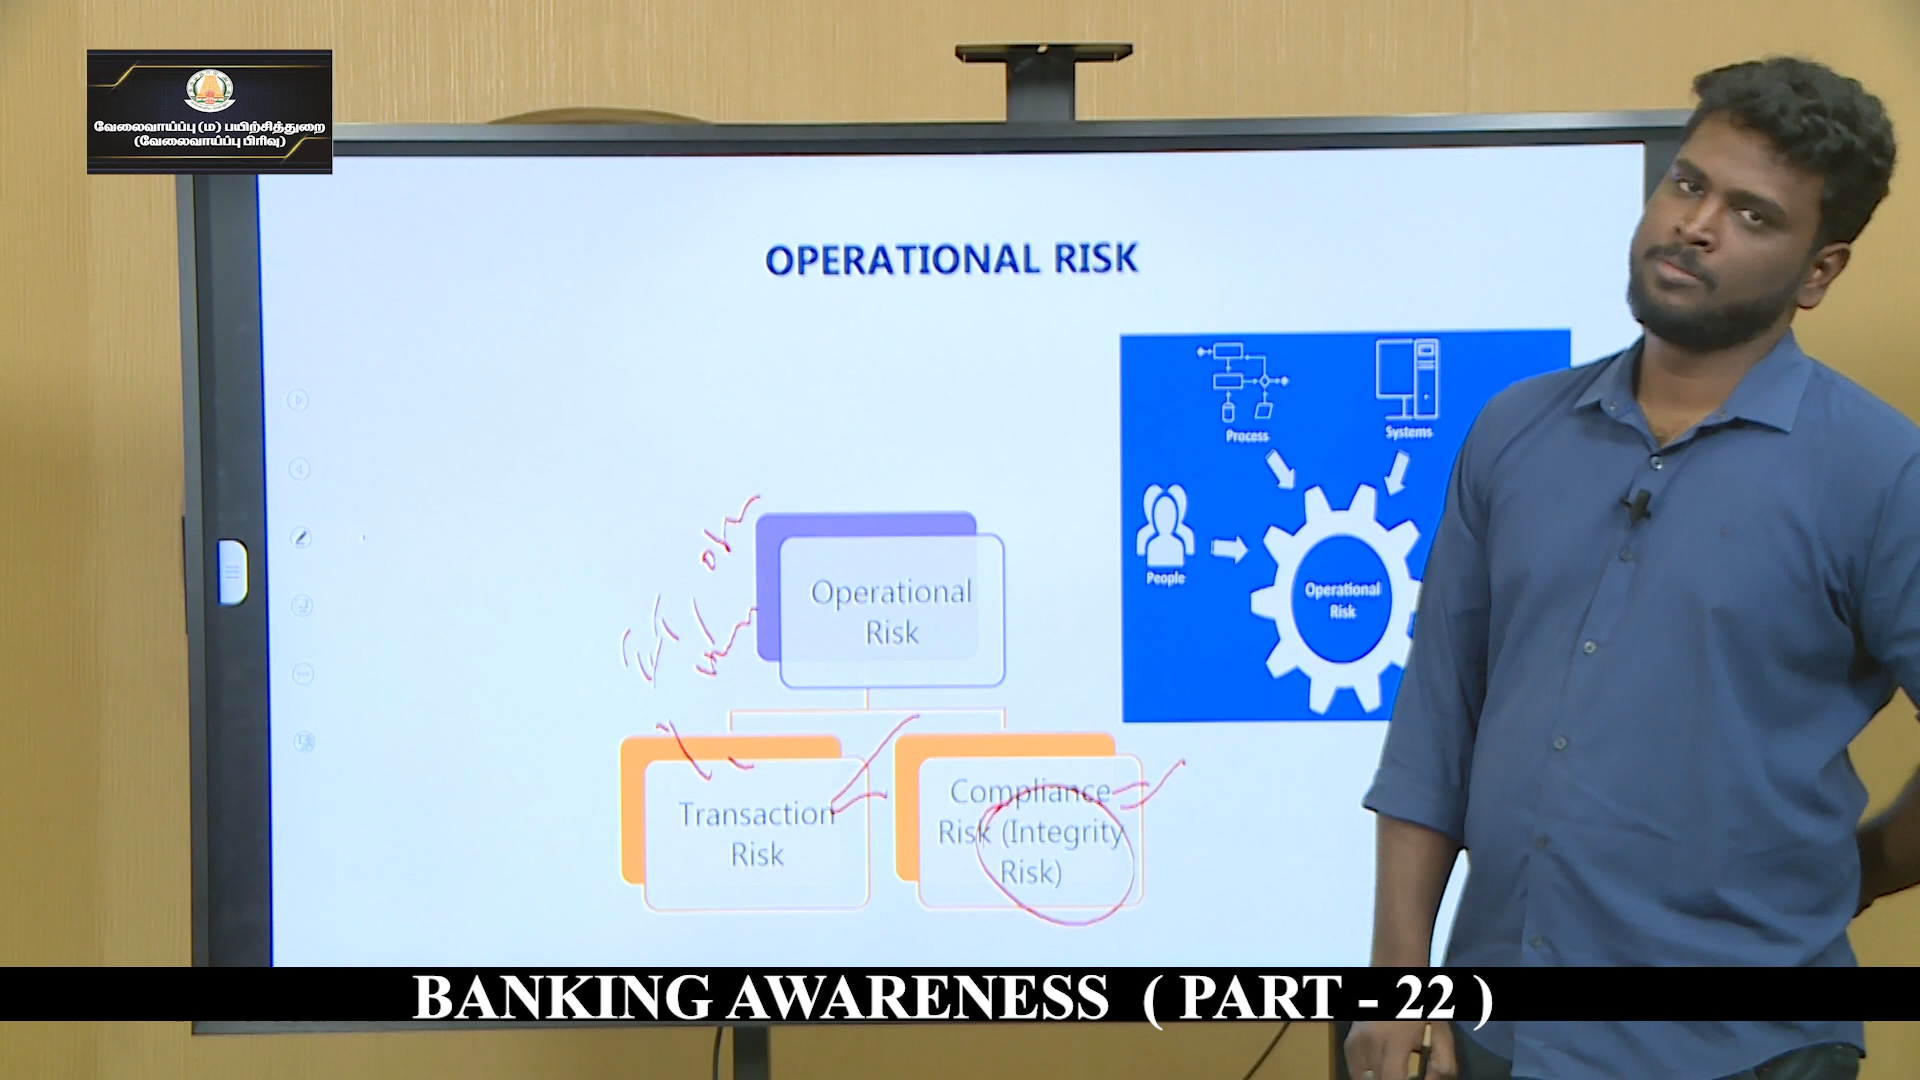 வேலைவாய்ப்பு (ம) பயிற்சித்துறை
(வேலைவாய்ப்பு பிரிவு)
OPERATIONAL RISK
Process
Systems
People
Operational
Risk
Operational
Risk
Transaction
Risk
Compliance
Risk (Integrity
Risk)
BANKING AWARENESS ( PART - 22 )